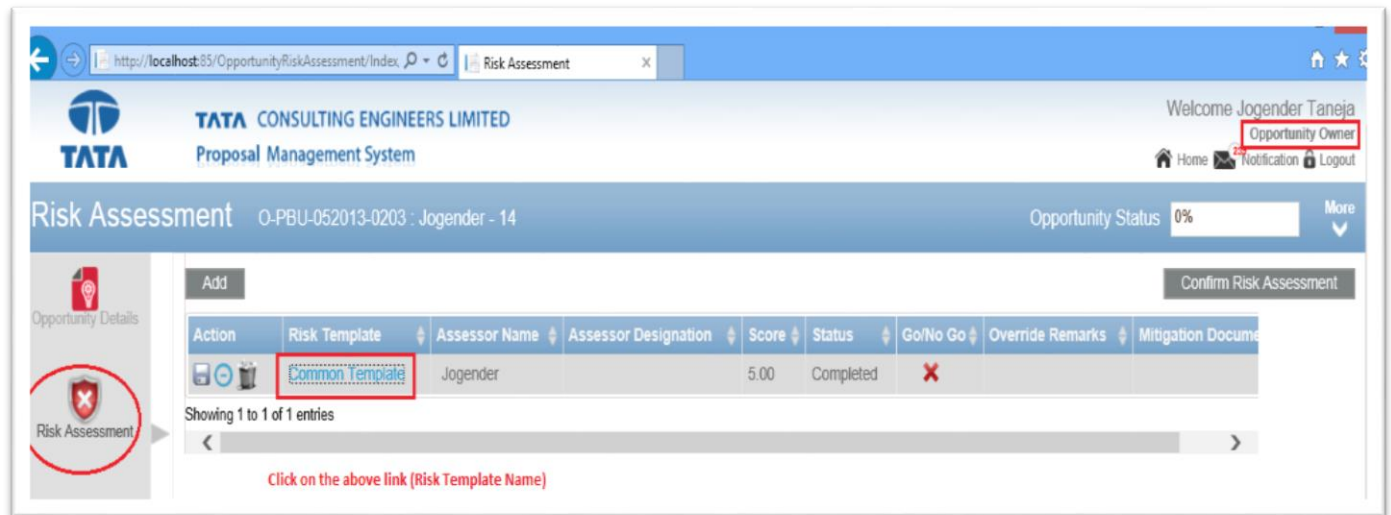 http://localhost:85/OpportunityRiskAssessment/Index
Risk Assessment
TATA
TATA CONSULTING ENGINEERS LIMITED
Proposal Management System
Welcome Jogender Taneja
Opportunity Owner
Home Notification Logout
Risk Assessment O-PBU-052013-0203 : Jogender - 14
Opportunity Status 0% More
Opportunity Details
Risk Assessment
Add Confirm Risk Assessment
Action Risk Template Assessor Name Assessor Designation Score Status Go/No Go Override Remarks Mitigation Docume
Common Template Jogender 5.00 Completed
Showing 1 to 1 of 1 entries
Click on the above link (Risk Template Name)